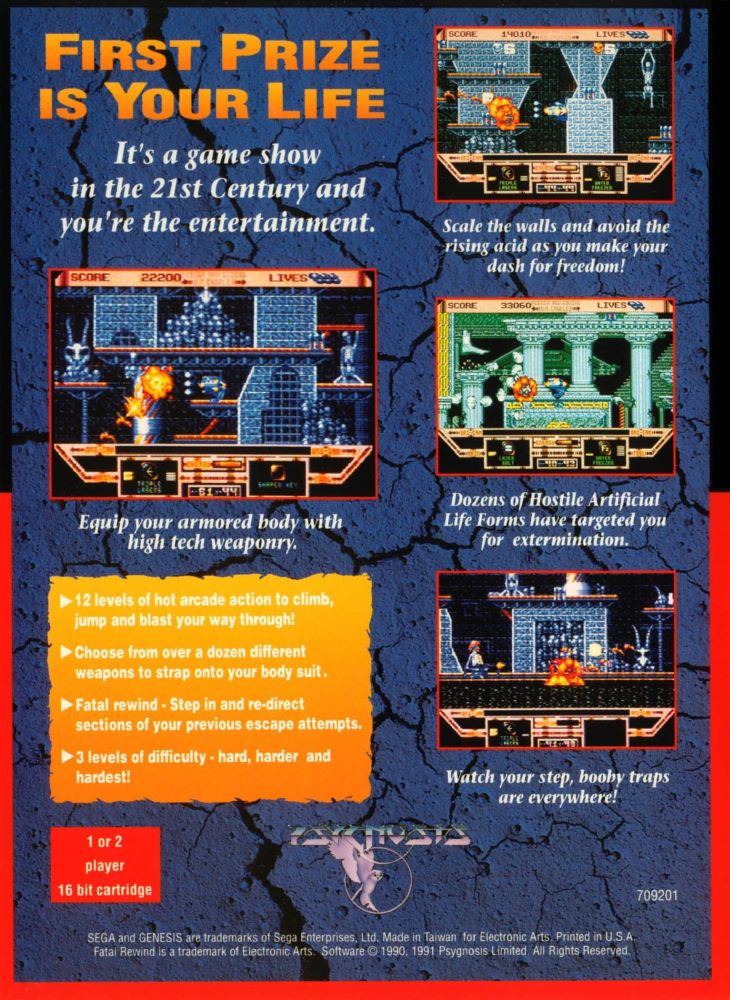 FIRST PRIZE
IS YOUR LIFE
It's a game show
in the 21st Century and
you're the entertainment.
SCORE 14010 LIVES
5 5
TRIPLE
LASERS
WATER
FREEZER
Scale the walls and avoid the
rising acid as you make your
dash for freedom!
SCORE 22200 LIVES
TRIPLE
LASERS
61:44
SHAPED KEY
Equip your armored body with
high tech weaponry.
SCORE 33060 LIVES
LASER
BOLT
WATER
FREEZER
Dozens of Hostile Artificial
Life Forms have targeted you
for extermination.
TRIPLE
LASERS
Watch your step, booby traps
are everywhere!
▶12 levels of hot arcade action to climb,
jump and blast your way through!
▶Choose from over a dozen different
weapons to strap onto your body suit.
▶Fatal rewind - Step in and re-direct
sections of your previous escape attempts.
▶3 levels of difficulty - hard, harder and
hardest!
1 or 2
player
16 bit cartridge
PSYGNOSIS
709201
SEGA and GENESIS are trademarks of Sega Enterprises, Ltd. Made in Taiwan for Electronic Arts. Printed in U.S.A.
Fatal Rewind is a trademark of Electronic Arts. Software © 1990, 1991 Psygnosis Limited. All Rights Reserved.